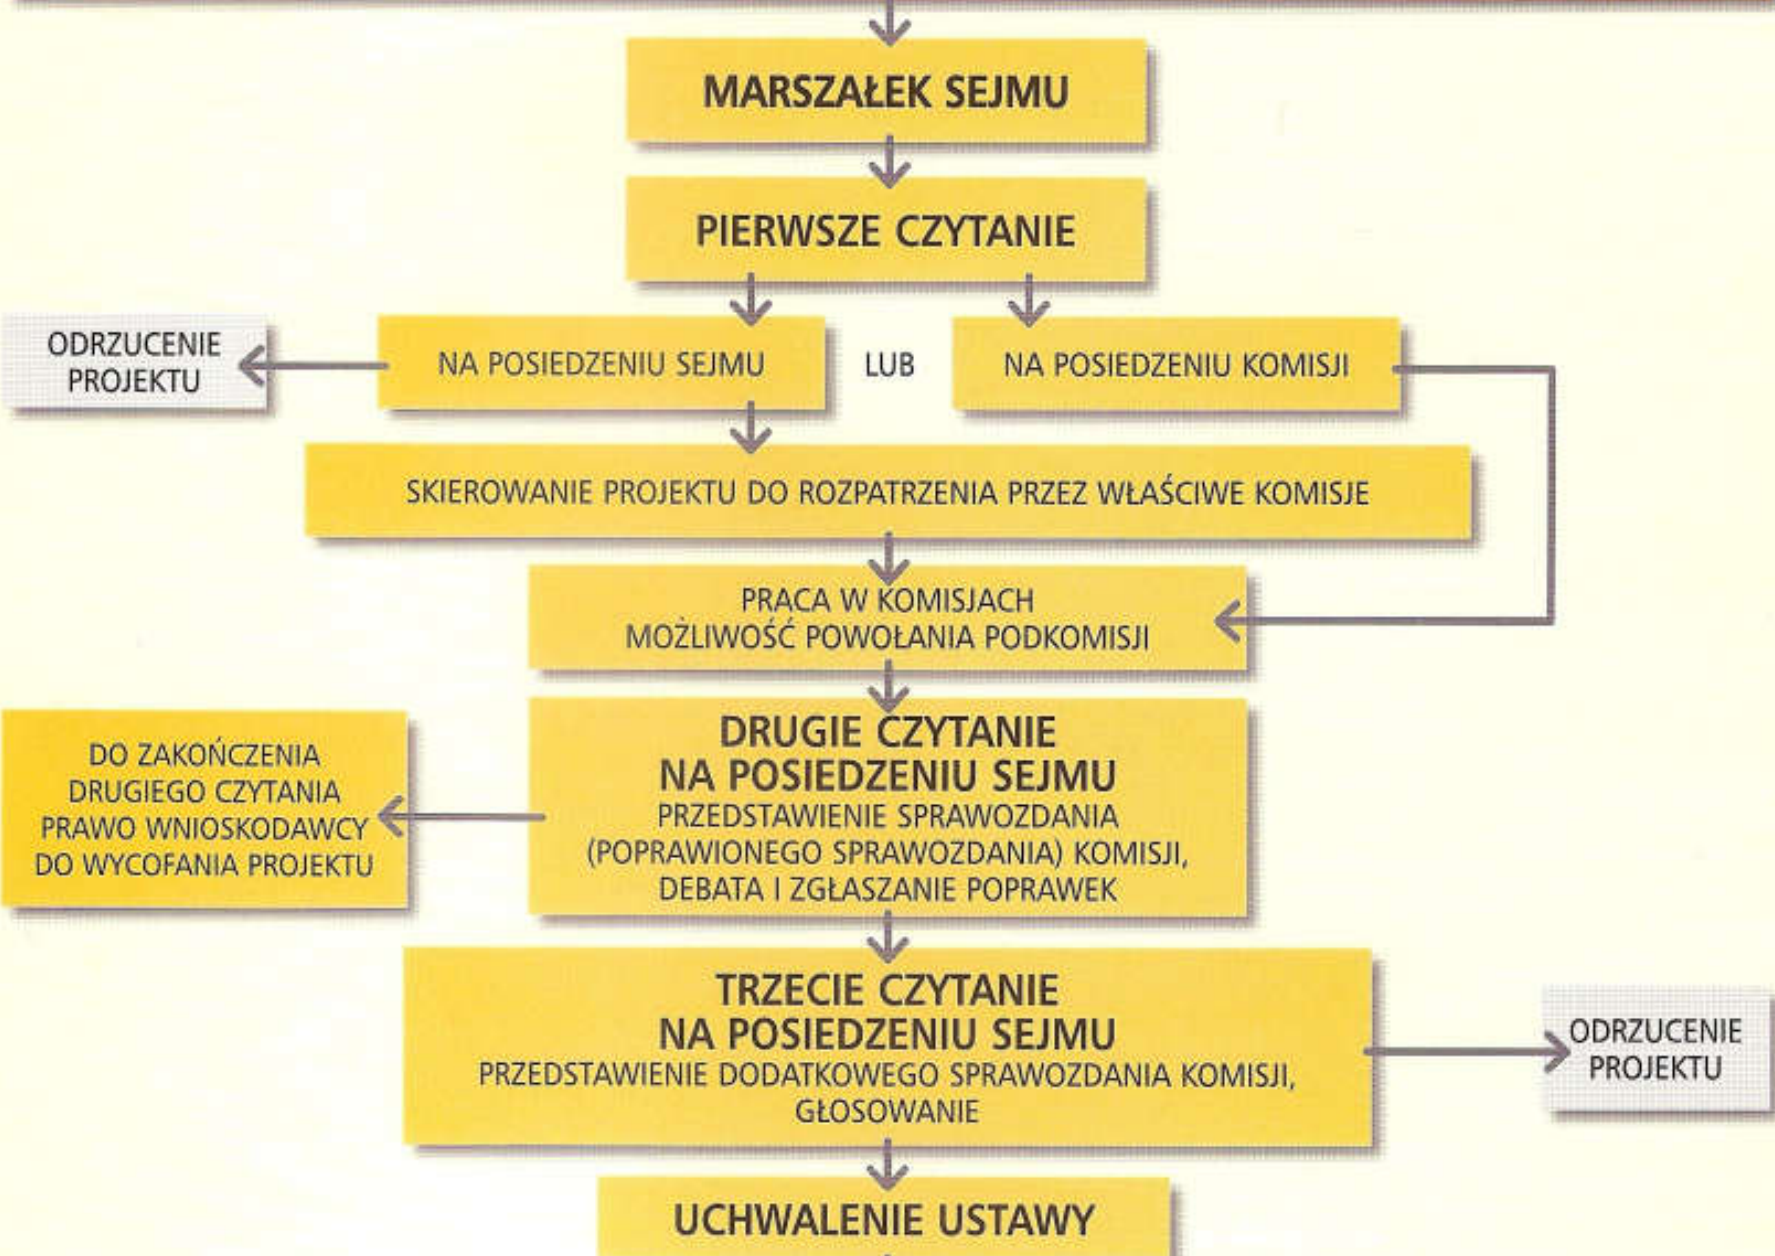 MARSZAŁEK SEJMU
PIERWSZE CZYTANIE
ODRZUCENIE
PROJEKTU
NA POSIEDZENIU SEJMU
LUB
NA POSIEDZENIU KOMISJI
SKIEROWANIE PROJEKTU DO ROZPATRZENIA PRZEZ WŁAŚCIWE KOMISJE
PRACA W KOMISJACH
MOŻLIWOŚĆ POWOŁANIA PODKOMISJI
DO ZAKOŃCZENIA
DRUGIEGO CZYTANIA
PRAWO WNIOSKODAWCY
DO WYCOFANIA PROJEKTU
DRUGIE CZYTANIE
NA POSIEDZENIU SEJMU
PRZEDSTAWIENIE SPRAWOZDANIA
(POPRAWIONEGO SPRAWOZDANIA) KOMISJI,
DEBATA I ZGŁASZANIE POPRAWEK
TRZECIE CZYTANIE
NA POSIEDZENIU SEJMU
PRZEDSTAWIENIE DODATKOWEGO SPRAWOZDANIA KOMISJI,
GŁOSOWANIE
ODRZUCENIE
PROJEKTU
UCHWALENIE USTAWY